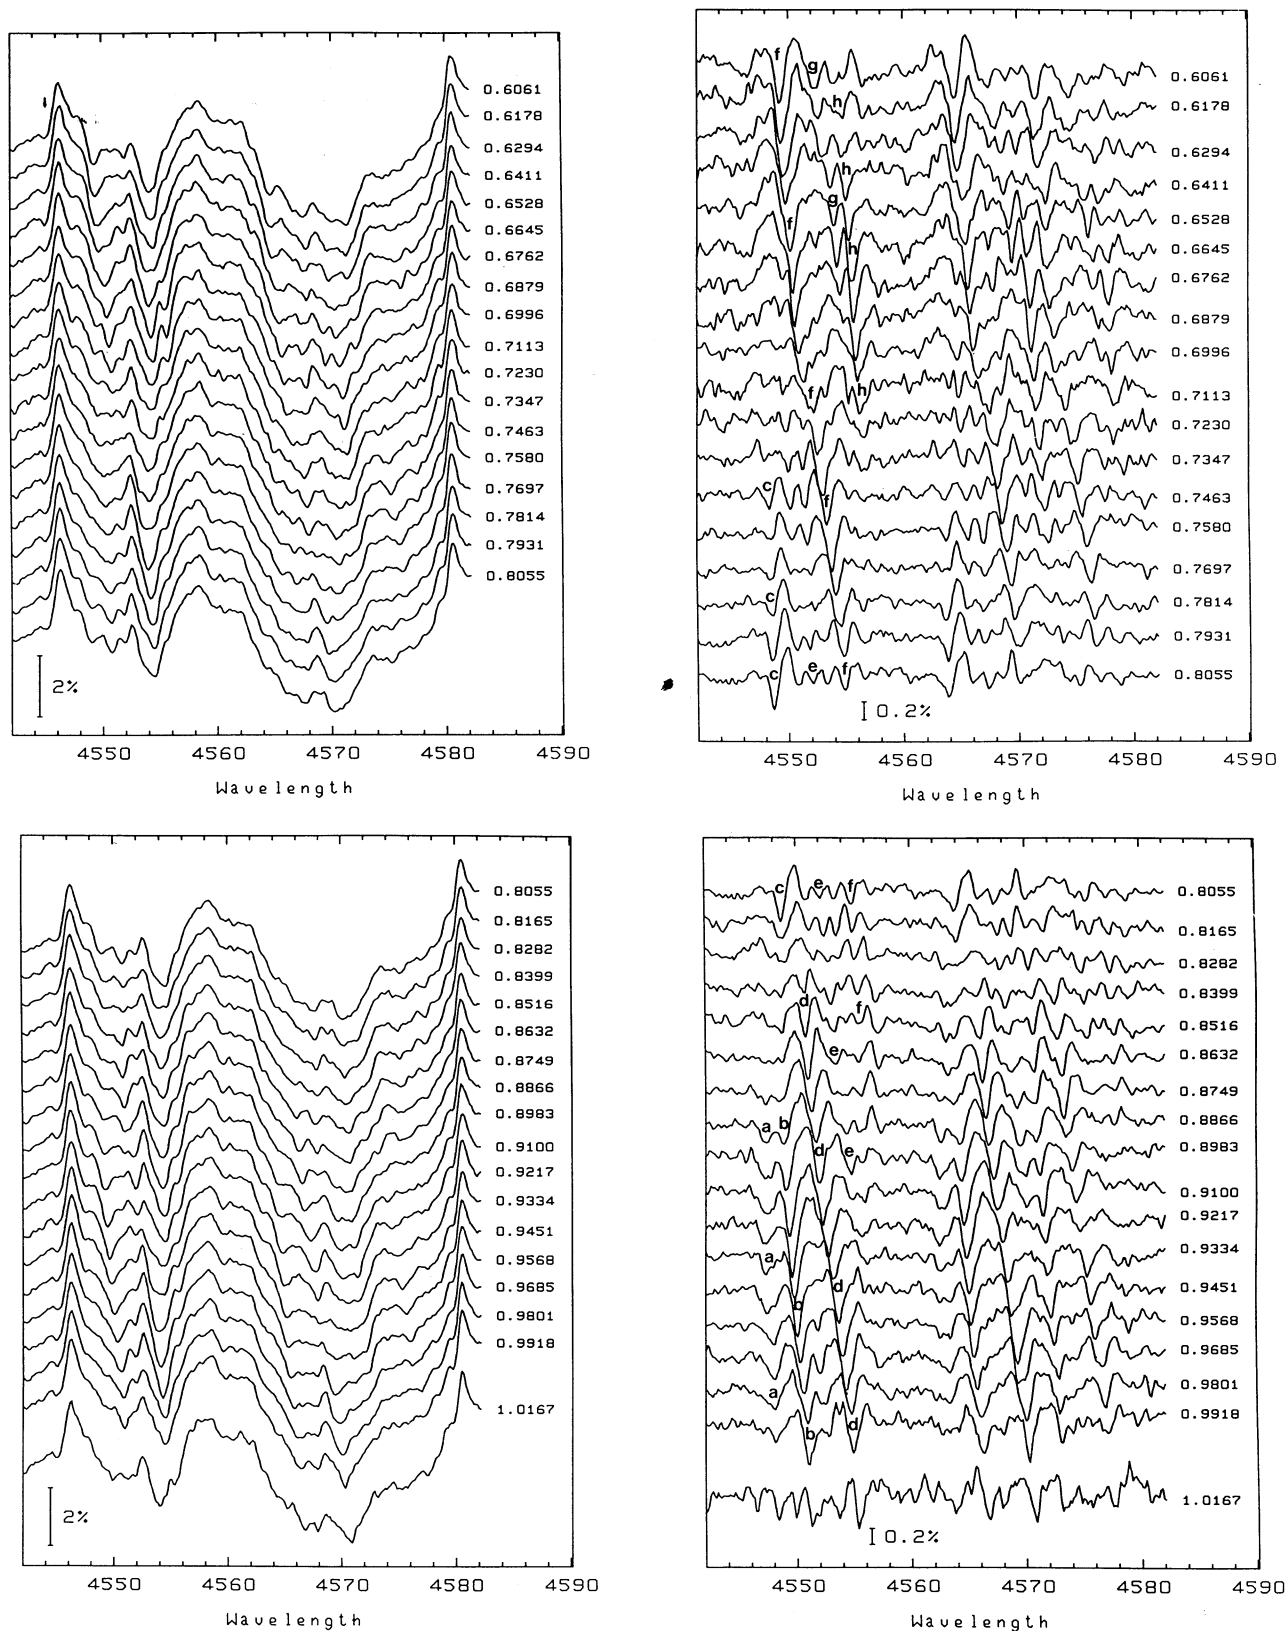 0.6061
0.6178
0.6294
0.6411
0.6528
0.6645
0.6762
0.6879
0.6996
0.7113
0.7230
0.7347
0.7463
0.7580
0.7697
0.7814
0.7931
0.8055
2%
4550 4560 4570 4580 4590
Wavelength
f
g
0.6061
h
0.6178
0.6294
h
0.6411
g
0.6528
f
h
0.6645
0.6762
0.6879
0.6996
f
h
0.7113
0.7230
0.7347
c
f
0.7463
0.7580
0.7697
c
0.7814
0.7931
c
e
f
0.8055
0.2%
4550 4560 4570 4580 4590
Wavelength
0.8055
0.8165
0.8282
0.8399
0.8516
0.8632
0.8749
0.8866
0.8983
0.9100
0.9217
0.9334
0.9451
0.9568
0.9685
0.9801
0.9918
1.0167
2%
4550 4560 4570 4580 4590
Wavelength
c
e
f
0.8055
0.8165
0.8282
0.8399
d
f
0.8516
e
0.8632
0.8749
a
b
0.8866
d
e
0.8983
0.9100
0.9217
a
0.9334
b
d
0.9451
0.9568
0.9685
a
0.9801
b
d
0.9918
1.0167
0.2%
4550 4560 4570 4580 4590
Wavelength